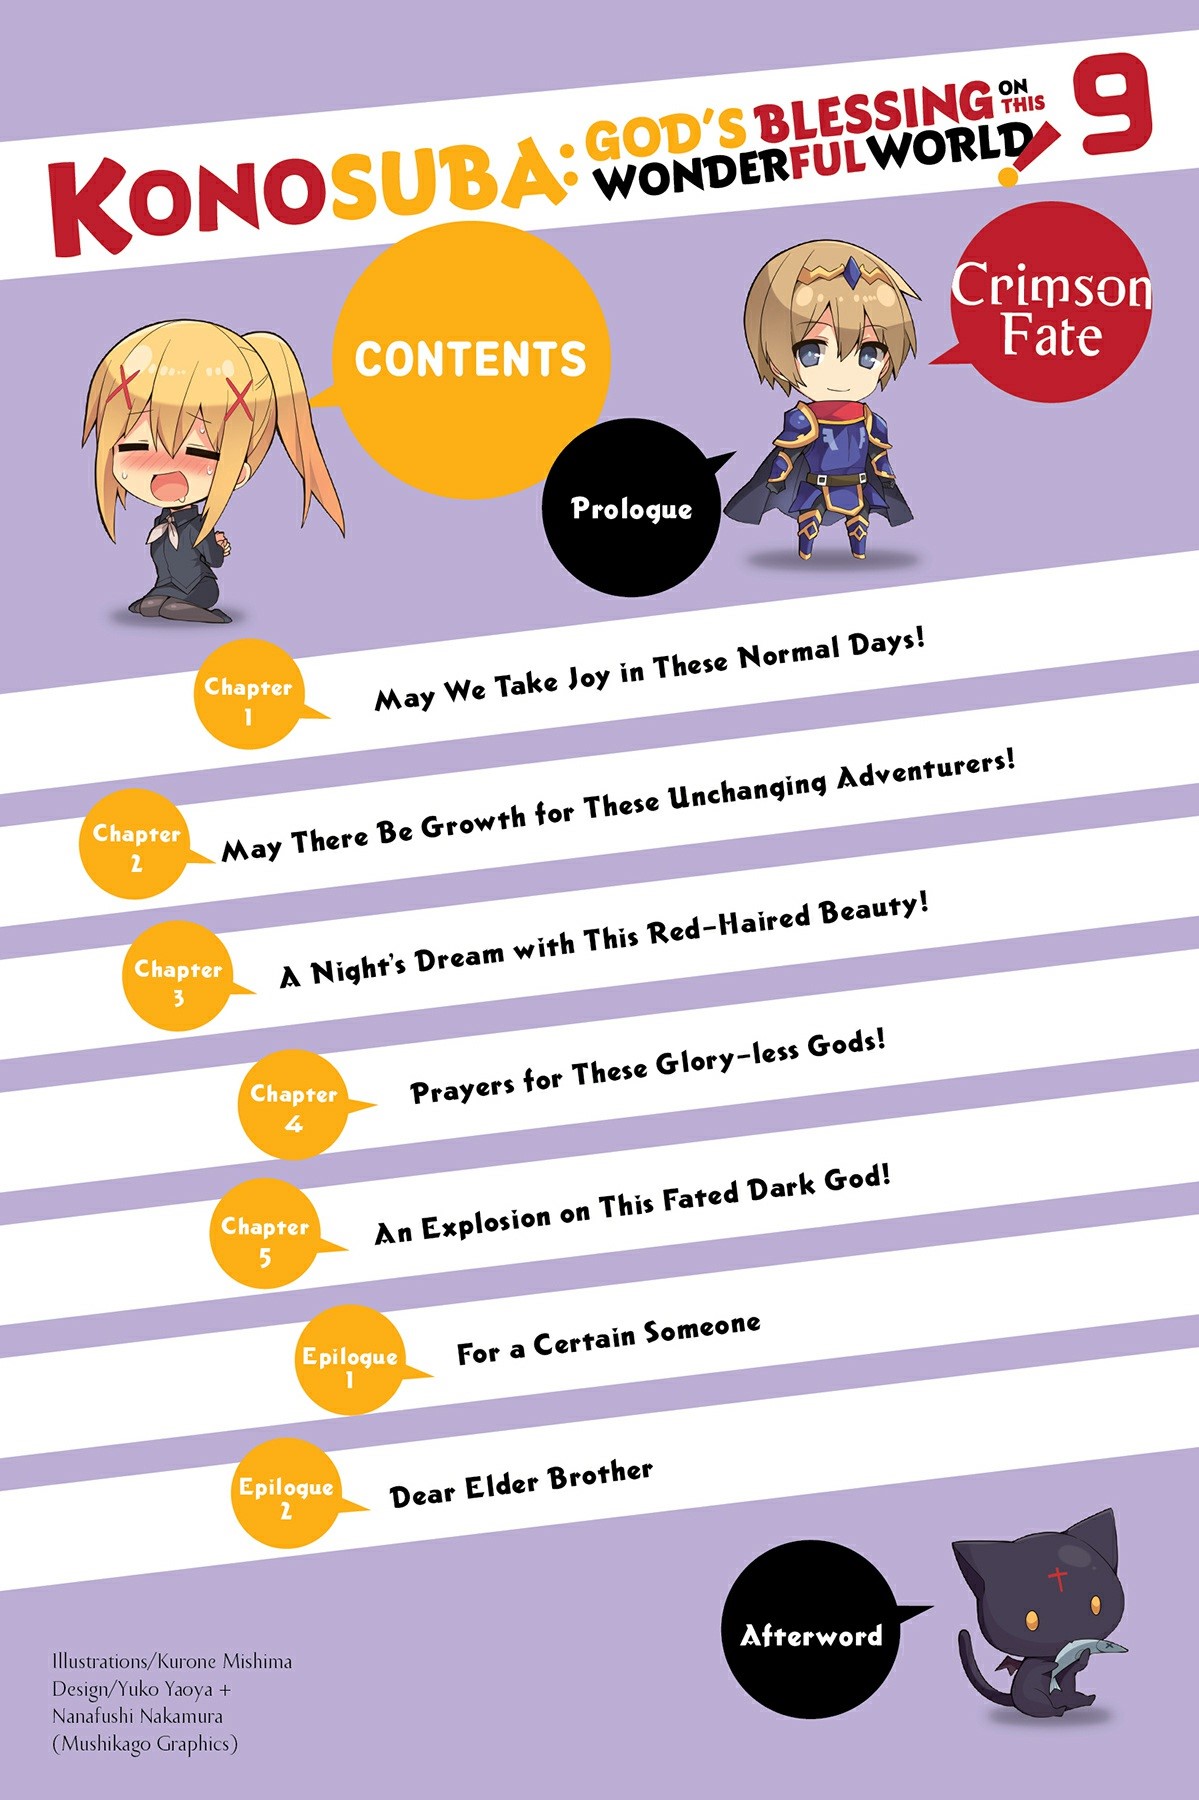 KONOSUBA: GOD'S BLESSING ON THIS
WONDERFUL WORLD! 9
Crimson
Fate
CONTENTS
Prologue
Chapter
1
May We Take Joy in These Normal Days!
Chapter
2
May There Be Growth for These Unchanging Adventurers!
Chapter
3
A Night's Dream with This Red-Haired Beauty!
Chapter
4
Prayers for These Glory-less Gods!
Chapter
5
An Explosion on This Fated Dark God!
Epilogue
1
For a Certain Someone
Epilogue
2
Dear Elder Brother
Afterword
Illustrations/Kurone Mishima
Design/Yuko Yaoya +
Nanafushi Nakamura
(Mushikago Graphics)